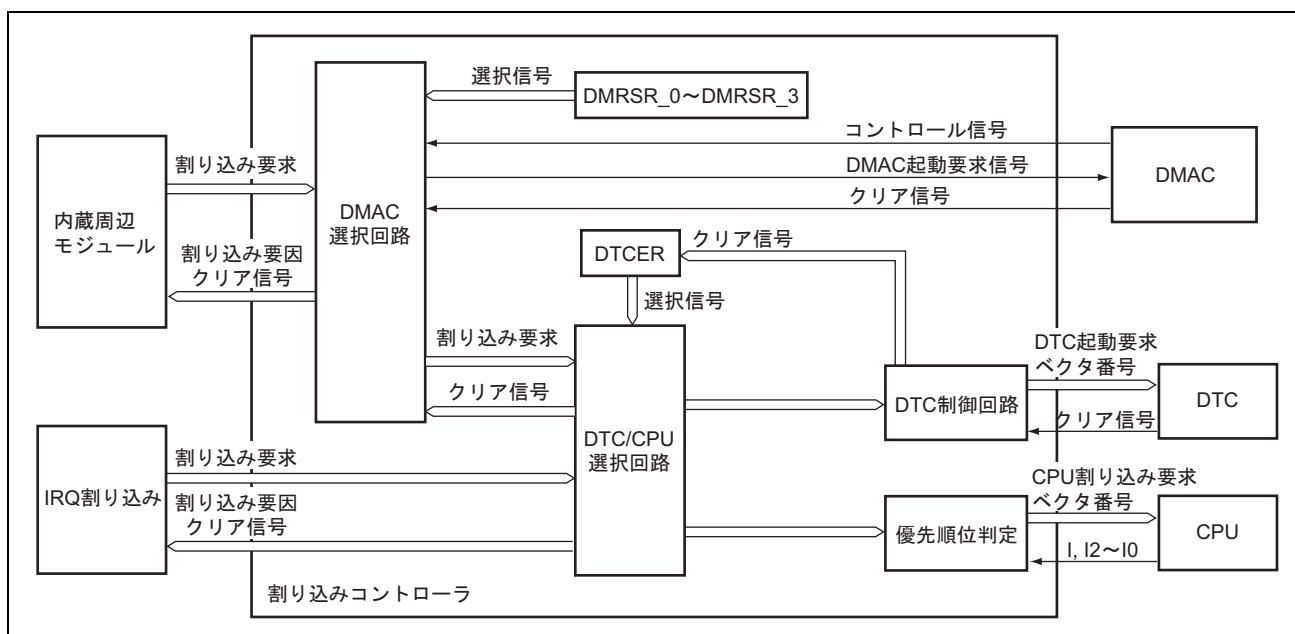 選択信号
DMRSR_0～DMRSR_3
コントロール信号
DMAC起動要求信号
クリア信号
DMAC
割り込み要求
内蔵周辺
モジュール
割り込み要因
クリア信号
DMAC
選択回路
DTCER
クリア信号
選択信号
割り込み要求
クリア信号
DTC/CPU
選択回路
DTC制御回路
DTC起動要求
ベクタ番号
クリア信号
DTC
IRQ割り込み
割り込み要求
割り込み要因
クリア信号
優先順位判定
CPU割り込み要求
ベクタ番号
I, I2～I0
CPU
割り込みコントローラ